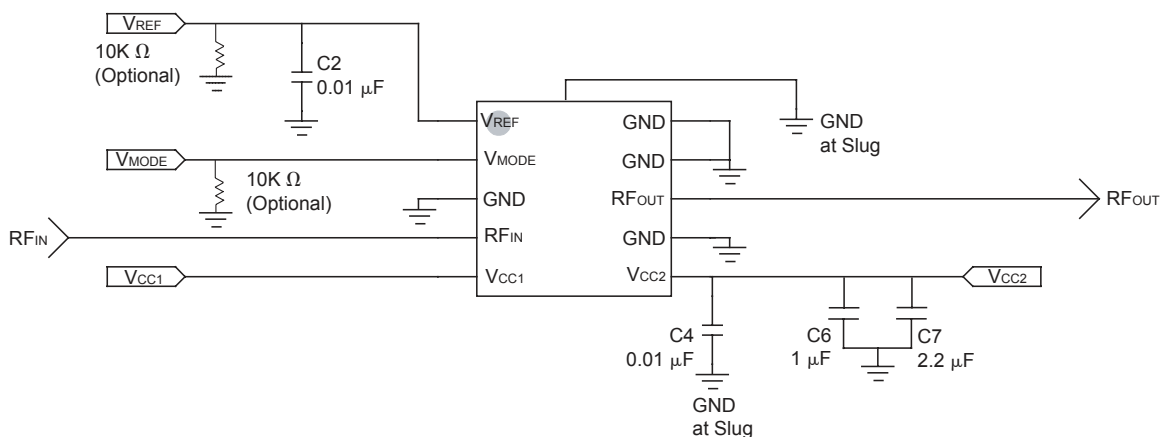 VREF
10K Ω
(Optional)
C2
0.01 μF
VMODE
10K Ω
(Optional)
RFIN
VCC1
VREF
VMODE
GND
RFIN
VCC1
GND
GND
RFOUT
GND
VCC2
GND
at Slug
RFOUT
VCC2
C4
0.01 μF
GND
at Slug
C6
1 μF
C7
2.2 μF